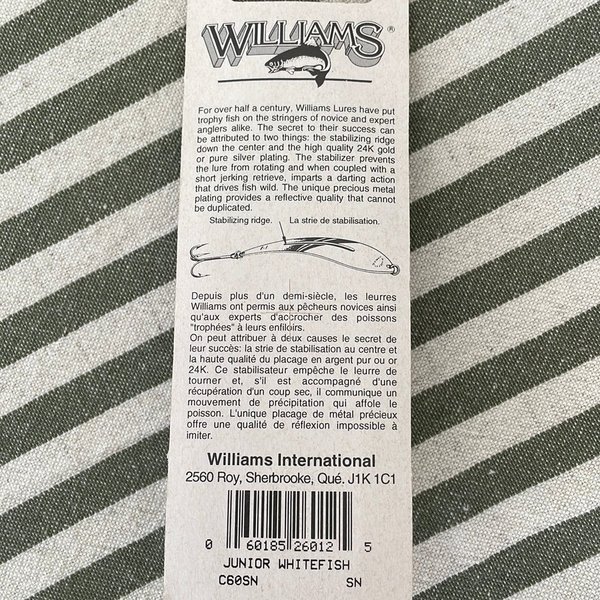 WILLIAMS®
For over half a century, Williams Lures have put
trophy fish on the stringers of novice and expert
anglers alike. The secret to their success can
be attributed to two things: the stabilizing ridge
down the center and the high quality 24K gold
or pure silver plating. The stabilizer prevents
the lure from rotating and when coupled with a
short jerking retrieve, imparts a darting action
that drives fish wild. The unique precious metal
plating provides a reflective quality that cannot
be duplicated.
Stabilizing ridge. La strie de stabilisation.
Depuis plus d'un demi-siècle, les leurres
Williams ont permis aux pêcheurs novices ainsi
qu'aux experts d'accrocher des poissons
"trophées" à leurs enfiloirs.
On peut attribuer à deux causes le secret de
leur succès: la strie de stabilisation au centre et
la haute qualité du placage en argent pur ou or
24K. Ce stabilisateur empêche le leurre de
tourner et, s'il est accompagné d'une
récupération d'un coup sec, il communique un
mouvement de précipitation qui affole le
poisson. L'unique placage de métal précieux
offre une qualité de réflexion impossible à
imiter.
Williams International
2560 Roy, Sherbrooke, Qué. J1K 1C1
0 60185 26012 5
JUNIOR WHITEFISH
C60SN SN